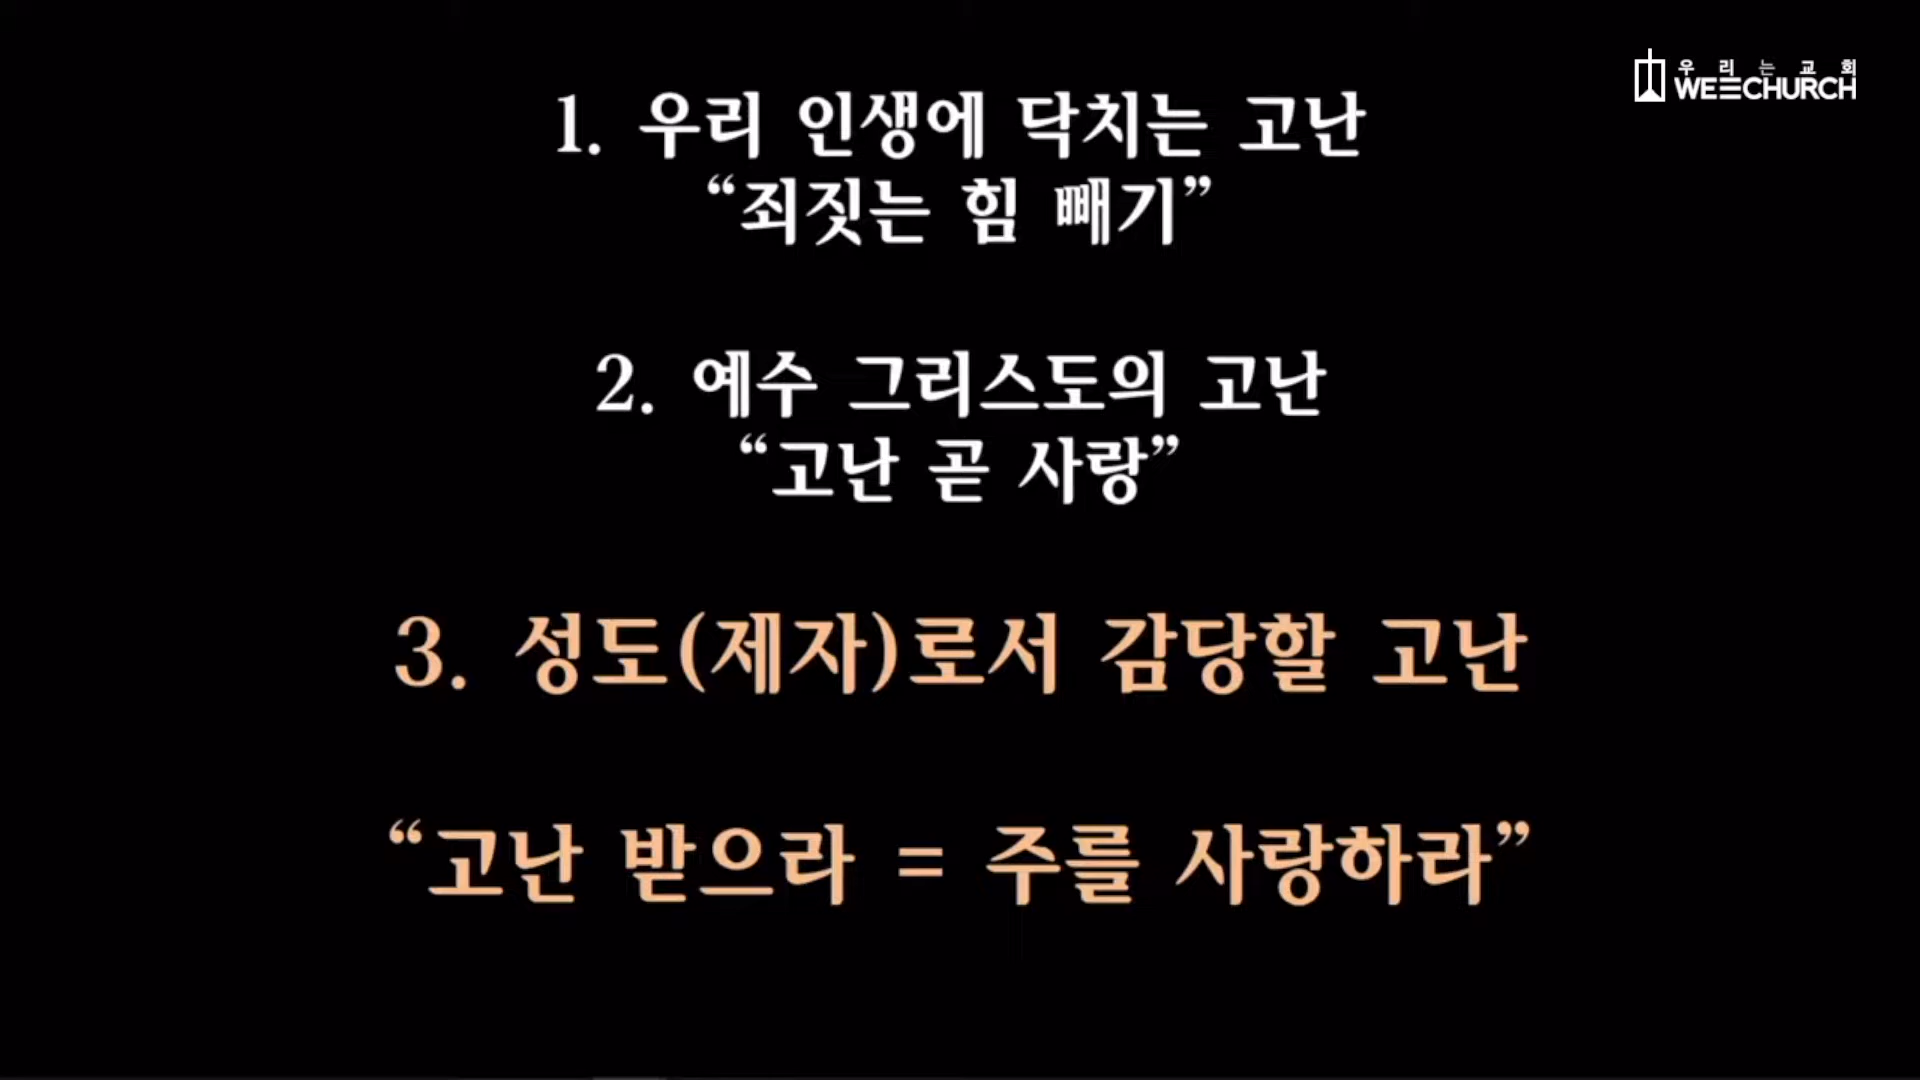 우리는교회
WEECHURCH
1. 우리 인생에 닥치는 고난
“죄짓는 힘 빼기”
2. 예수 그리스도의 고난
“고난 곧 사랑”
3. 성도(제자)로서 감당할 고난
“고난 받으라 = 주를 사랑하라”